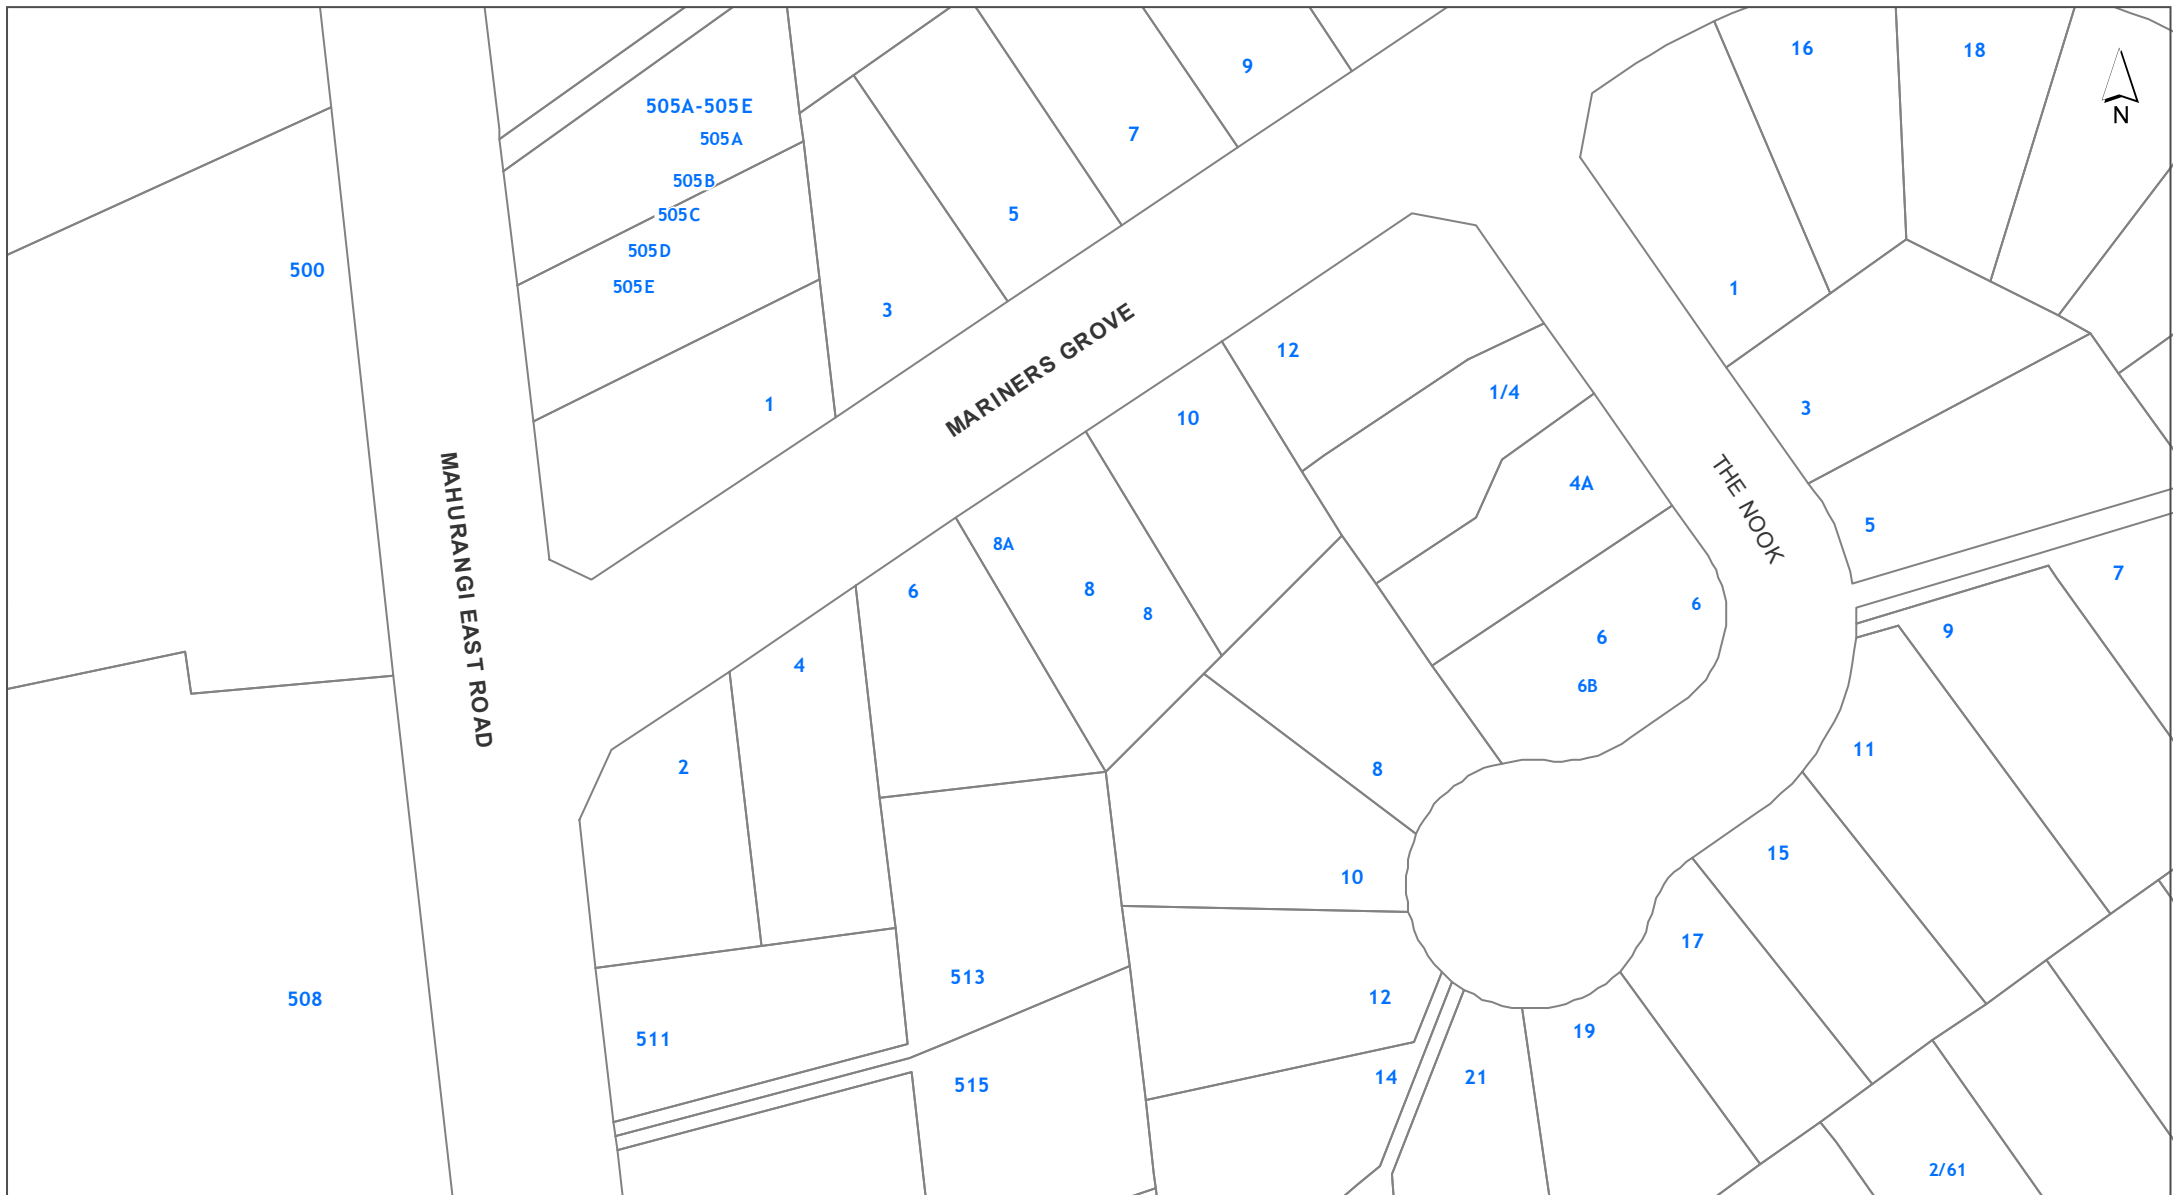 16
18
9
505A-505E
N
7
505A
505B
505C
5
505D
500
505E
1
3
MARINERS GROVE
12
1/4
1
3
10
MAHURANGI EAST ROAD
THE NOOK
4A
5
8A
7
6
8
8
6
9
6
4
6B
11
2
8
15
10
17
513
12
508
19
511
14
21
515
2/61